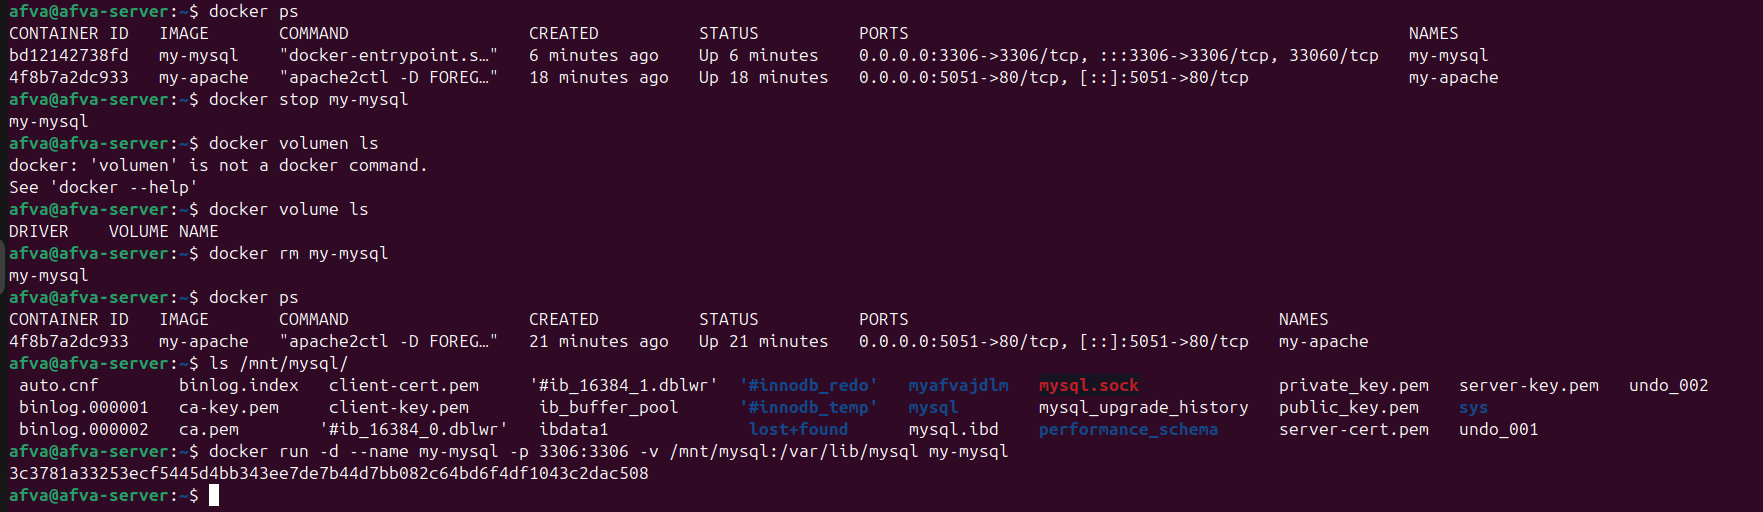 afva@afva-server:~$ docker ps
CONTAINER ID   IMAGE       COMMAND                  CREATED          STATUS          PORTS                                                  NAMES
bd12142738fd   my-mysql    "docker-entrypoint.s…"   6 minutes ago    Up 6 minutes    0.0.0.0:3306->3306/tcp, :::3306->3306/tcp, 33060/tcp   my-mysql
4f8b7a2dc933   my-apache   "apache2ctl -D FOREG…"   18 minutes ago   Up 18 minutes   0.0.0.0:5051->80/tcp, [::]:5051->80/tcp                my-apache
afva@afva-server:~$ docker stop my-mysql
my-mysql
afva@afva-server:~$ docker volumen ls
docker: 'volumen' is not a docker command.
See 'docker --help'
afva@afva-server:~$ docker volume ls
DRIVER    VOLUME NAME
afva@afva-server:~$ docker rm my-mysql
my-mysql
afva@afva-server:~$ docker ps
CONTAINER ID   IMAGE       COMMAND                  CREATED          STATUS          PORTS                                     NAMES
4f8b7a2dc933   my-apache   "apache2ctl -D FOREG…"   21 minutes ago   Up 21 minutes   0.0.0.0:5051->80/tcp, [::]:5051->80/tcp   my-apache
afva@afva-server:~$ ls /mnt/mysql/
 auto.cnf        binlog.index   client-cert.pem     '#ib_16384_1.dblwr'  '#innodb_redo'   myafvajdlm   mysql.sock              private_key.pem   server-key.pem   undo_002
 binlog.000001   ca-key.pem     client-key.pem       ib_buffer_pool      '#innodb_temp'   mysql        mysql_upgrade_history   public_key.pem    sys
 binlog.000002   ca.pem        '#ib_16384_0.dblwr'   ibdata1              lost+found      mysql.ibd    performance_schema      server-cert.pem   undo_001
afva@afva-server:~$ docker run -d --name my-mysql -p 3306:3306 -v /mnt/mysql:/var/lib/mysql my-mysql
3c3781a33253ecf5445d4bb343ee7de7b44d7bb082c64bd6f4df1043c2dac508
afva@afva-server:~$